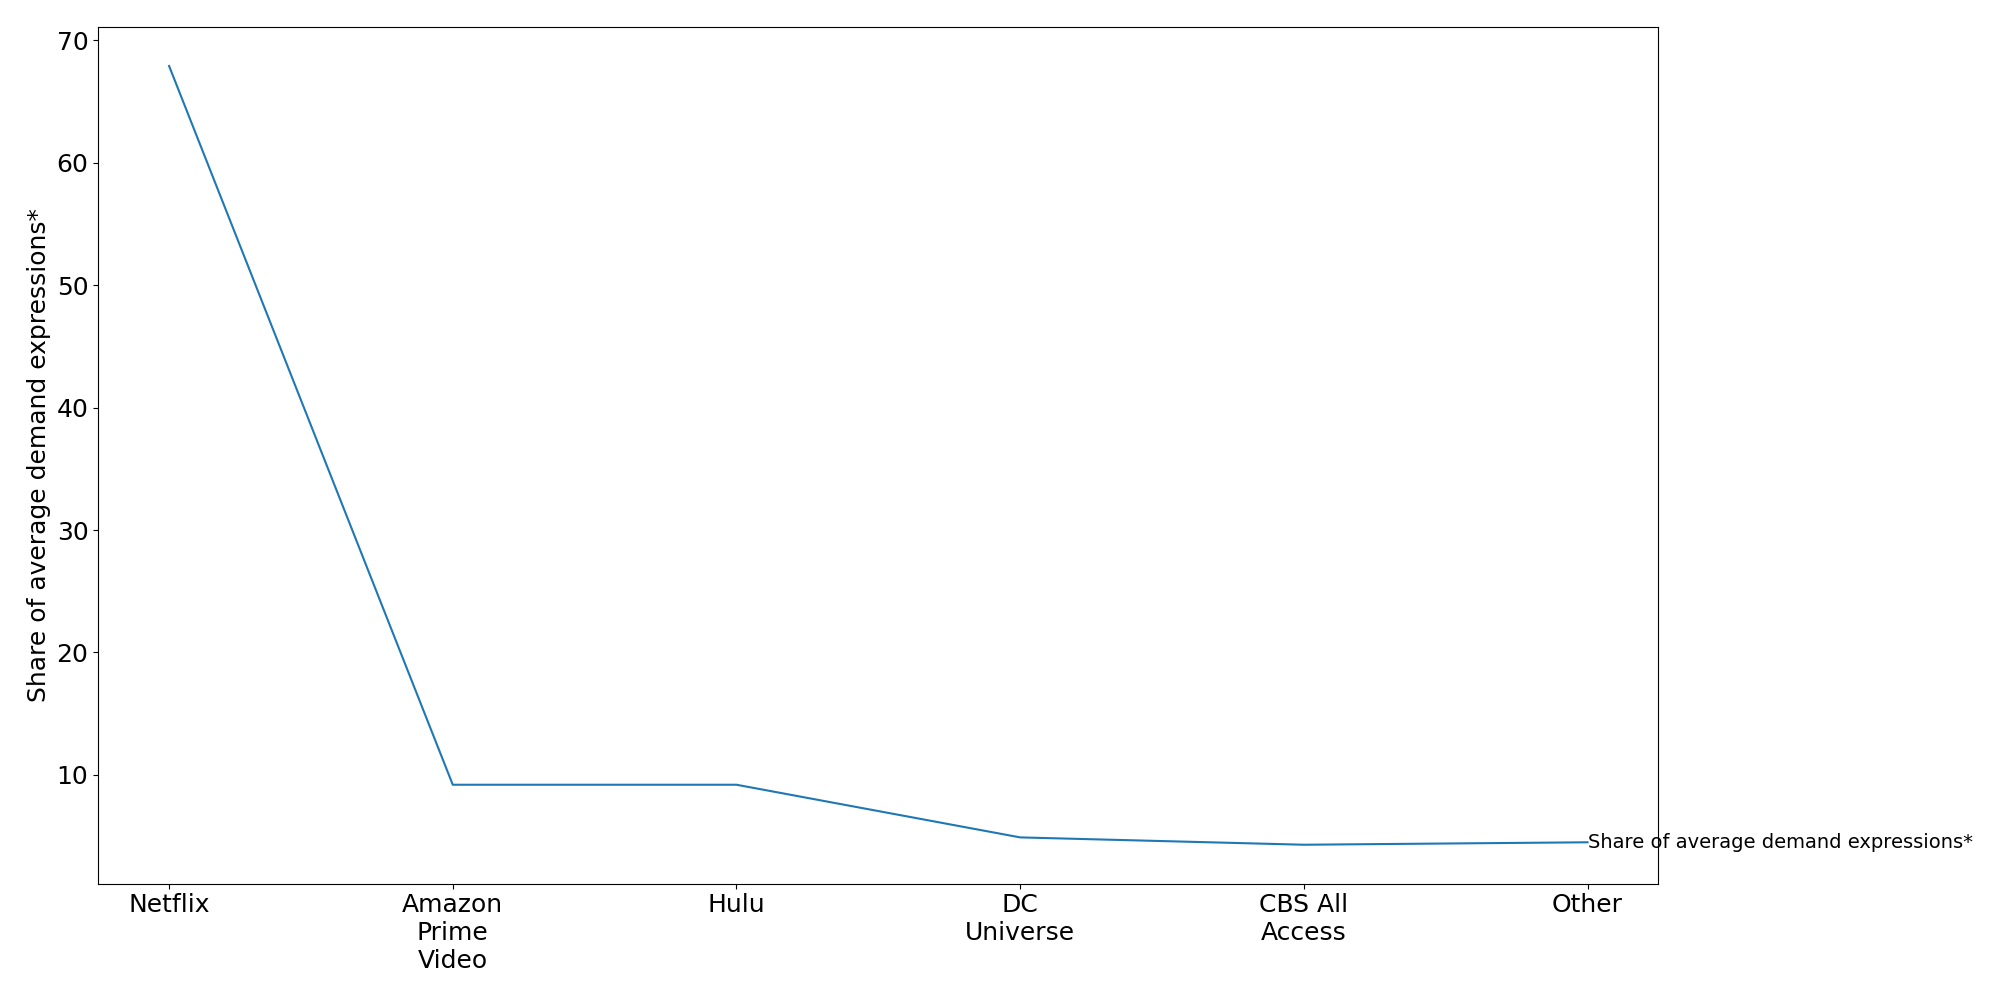 Share of average demand expressions*
70
60
50
40
30
20
10
Share of average demand expressions*
Netflix
Amazon
Prime
Video
Hulu
DC
Universe
CBS All
Access
Other